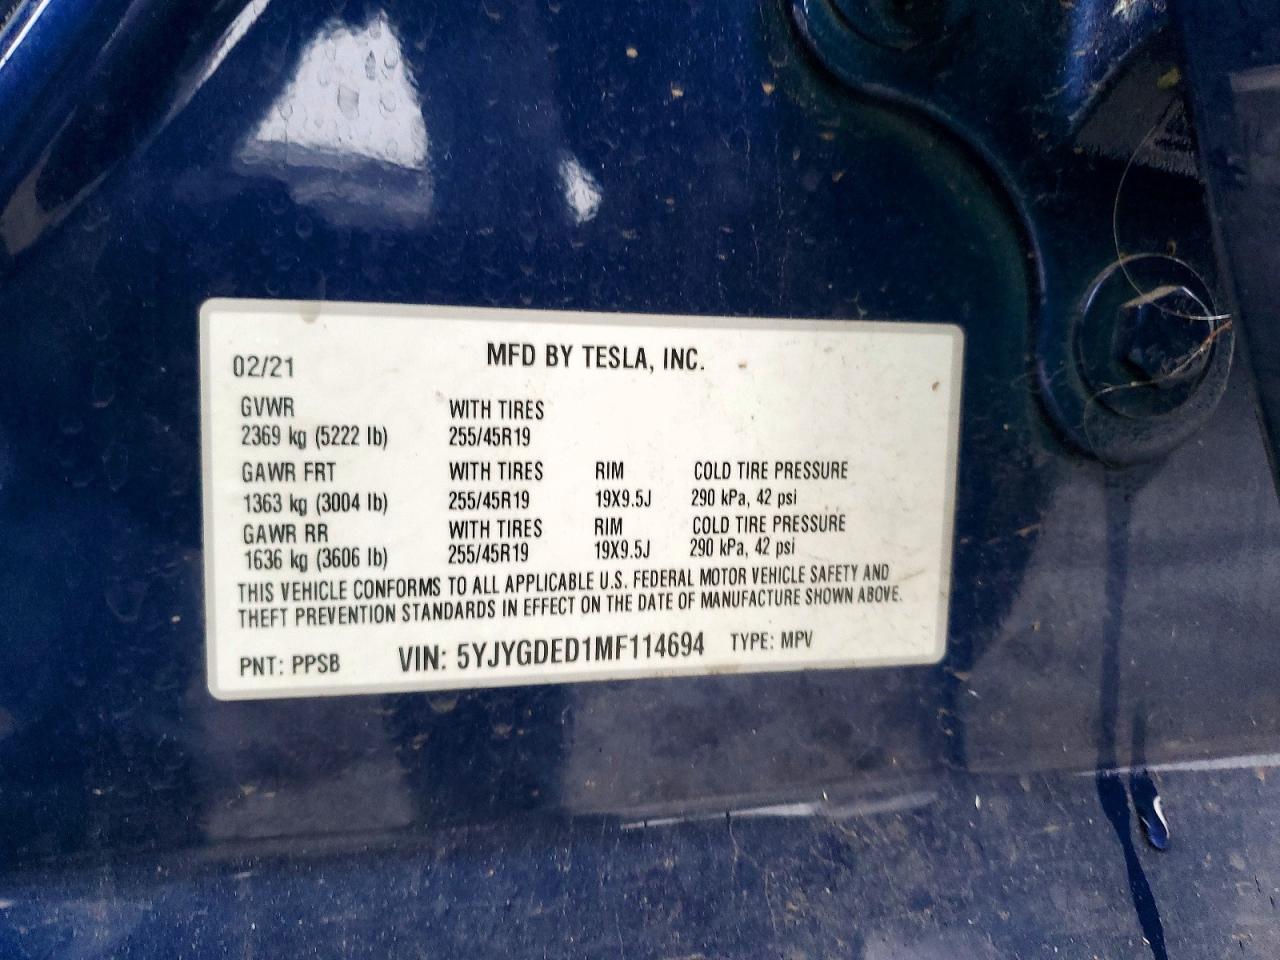 02/21 MFD BY TESLA, INC.
GVWR WITH TIRES
2369 kg (5222 lb) 255/45R19
GAWR FRT WITH TIRES RIM COLD TIRE PRESSURE
1363 kg (3004 lb) 255/45R19 19X9.5J 290 kPa, 42 psi
GAWR RR WITH TIRES RIM COLD TIRE PRESSURE
1636 kg (3606 lb) 255/45R19 19X9.5J 290 kPa, 42 psi
THIS VEHICLE CONFORMS TO ALL APPLICABLE U.S. FEDERAL MOTOR VEHICLE SAFETY AND
THEFT PREVENTION STANDARDS IN EFFECT ON THE DATE OF MANUFACTURE SHOWN ABOVE.
PNT: PPSB VIN: 5YJYGDED1MF114694 TYPE: MPV